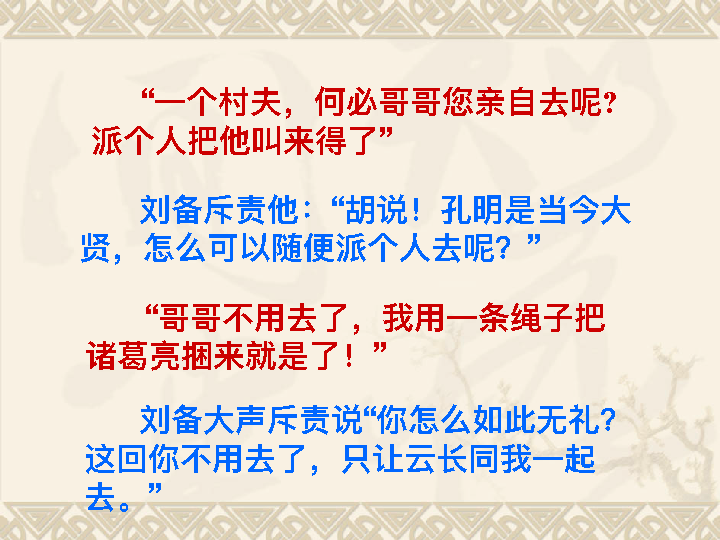 “一个村夫，何必哥哥您亲自去呢?
派个人把他叫来得了”
刘备斥责他：“胡说！孔明是当今大
贤，怎么可以随便派个人去呢？”
“哥哥不用去了，我用一条绳子把
诸葛亮捆来就是了！”
刘备大声斥责说“你怎么如此无礼？
这回你不用去了，只让云长同我一起
去。”